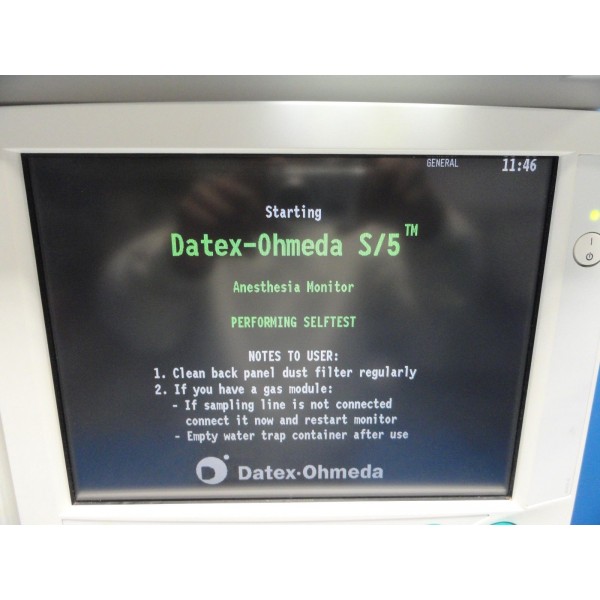 GENERAL 11:46
Starting
Datex-Ohmeda S/5™
Anesthesia Monitor
PERFORMING SELFTEST
NOTES TO USER:
1. Clean back panel dust filter regularly
2. If you have a gas module:
- If sampling line is not connected
connect it now and restart monitor
- Empty water trap container after use
Datex-Ohmeda